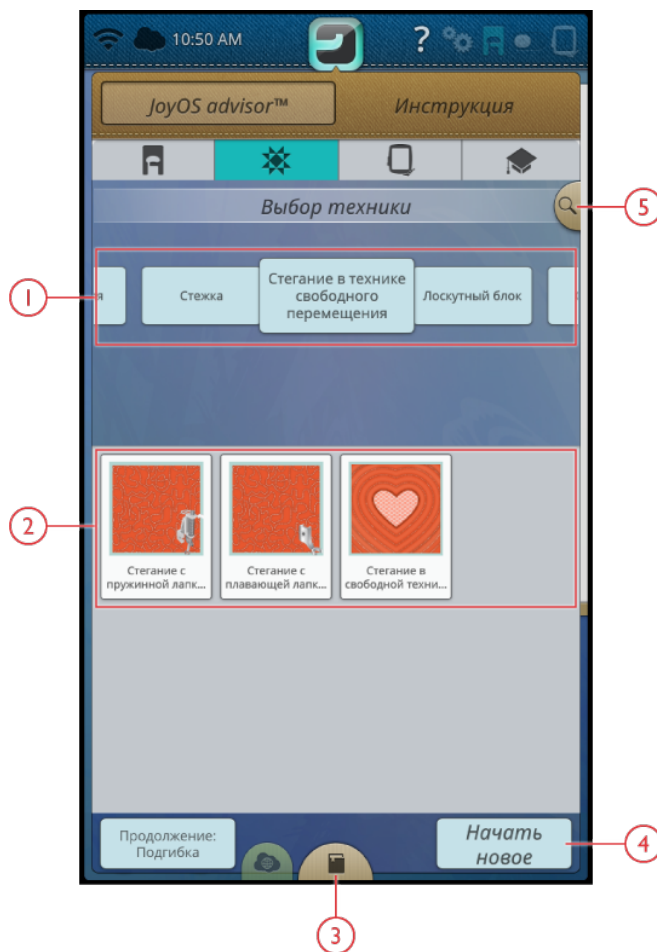 10:50 AM
?
JoyOS advisor™
Инструкция
Выбор техники
5
1
я
Стежка
Стегание в технике
свободного
перемещения
Лоскутный блок
2
Стегание с
пружинной лапк...
Стегание с
плавающей лапк...
Стегание в
свободной техни...
Продолжение:
Подгибка
Начать
новое
4
3